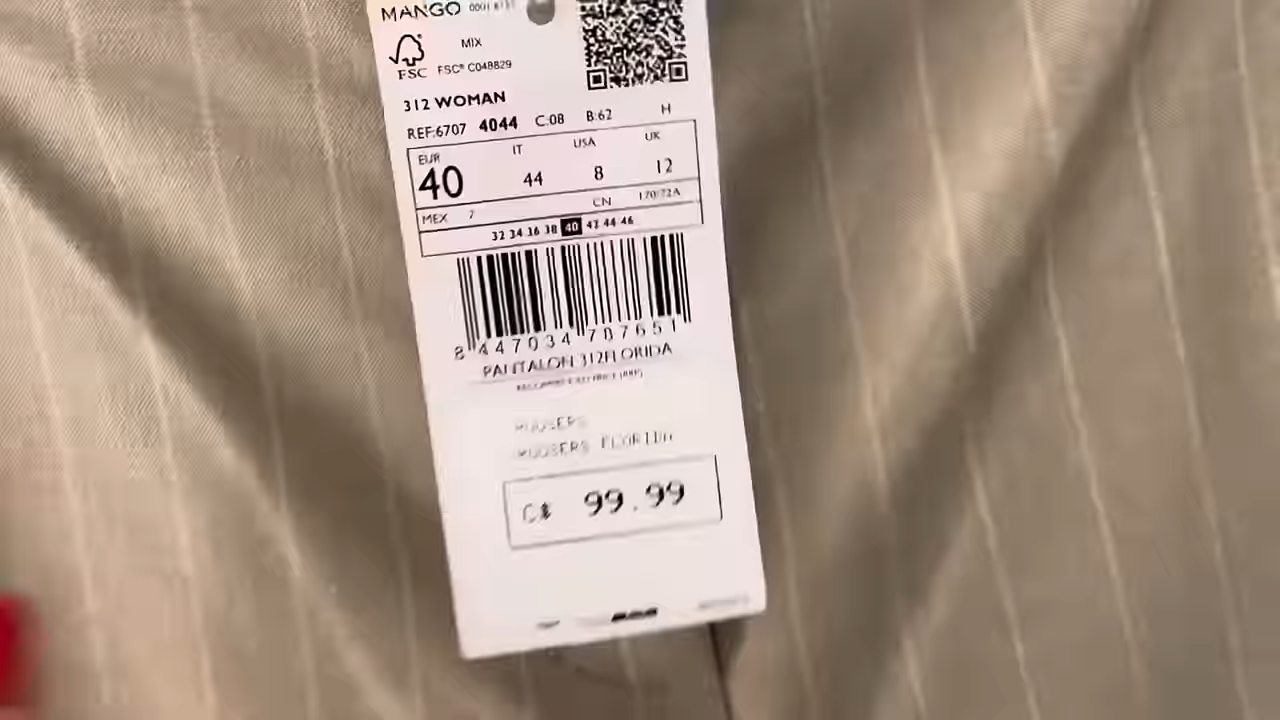 MANGO
MIX
FSC FSC® C048829
312 WOMAN
REF:6707 4044 C:08 B:62 H
EUR IT USA UK
40 44 8 12
MEX 7 CN 170/72A
32 34 36 38 40 42 44 46
8 447034 787651
PANTALON 312FLORIDA
FLORIDA
C$ 99.99